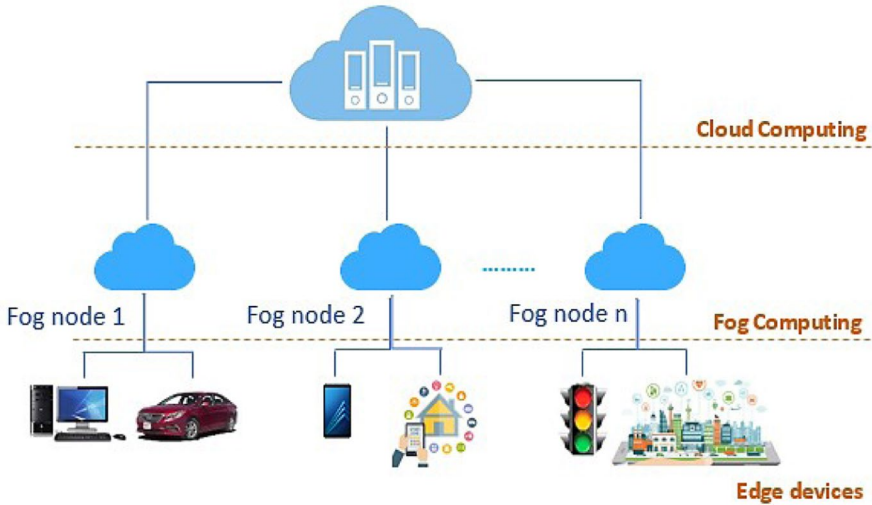 Cloud Computing
.........
Fog node 1
Fog node 2
Fog node n
Fog Computing
Edge devices